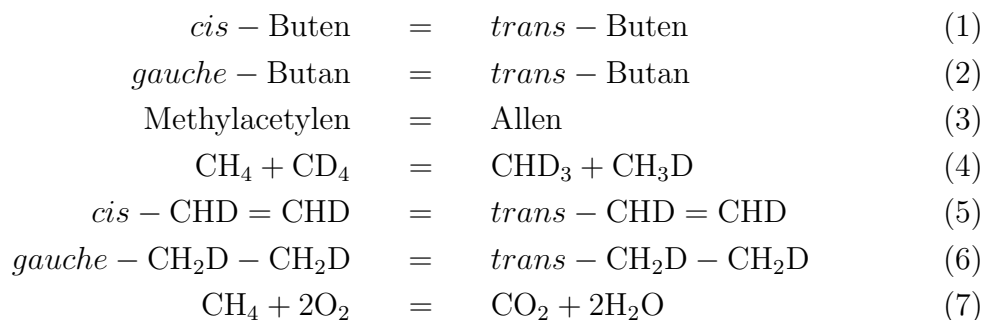 cis − Buten = trans − Buten (1)
gauche − Butan = trans − Butan (2)
Methylacetylen = Allen (3)
CH₄ + CD₄ = CHD₃ + CH₃D (4)
cis − CHD = CHD = trans − CHD = CHD (5)
gauche − CH₂D − CH₂D = trans − CH₂D − CH₂D (6)
CH₄ + 2O₂ = CO₂ + 2H₂O (7)